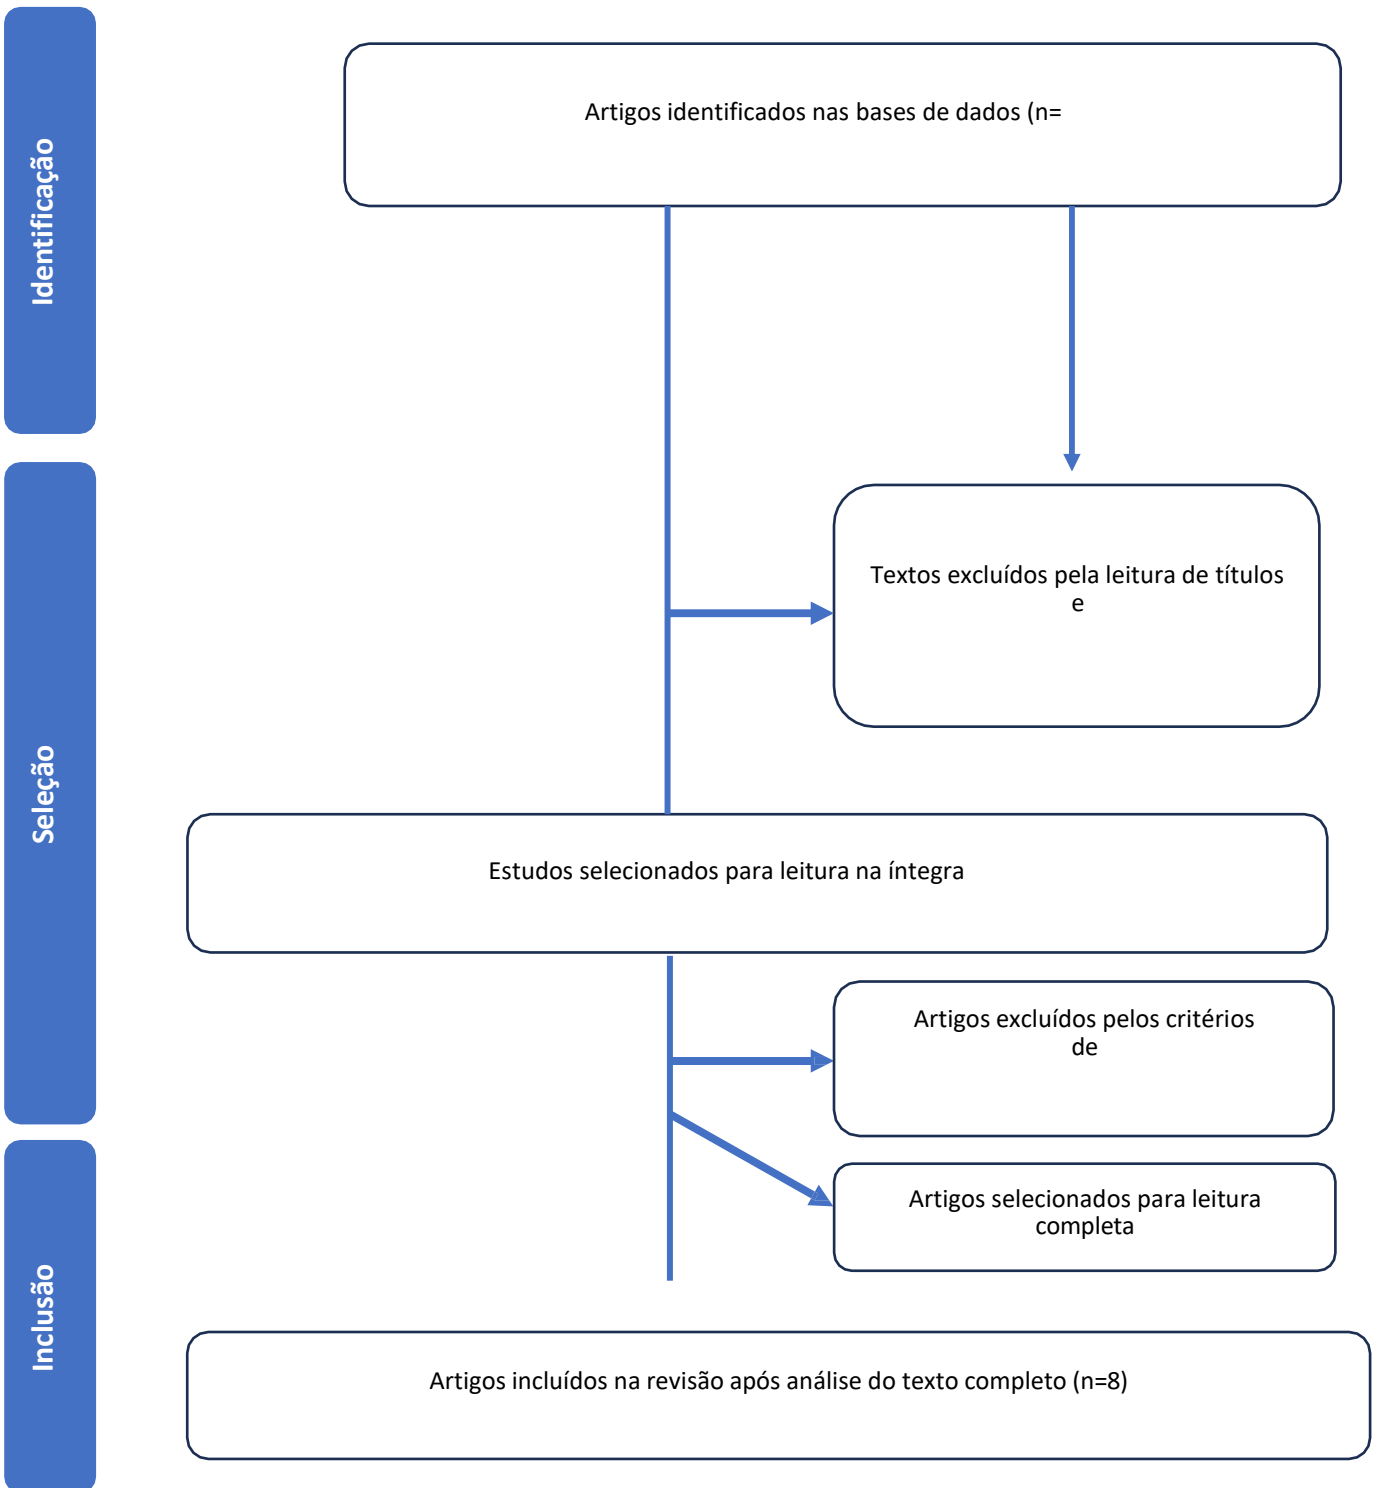 Identificação
Artigos identificados nas bases de dados (n=
Seleção
Textos excluídos pela leitura de títulos
e
Estudos selecionados para leitura na íntegra
Artigos excluídos pelos critérios
de
Artigos selecionados para leitura
completa
Inclusão
Artigos incluídos na revisão após análise do texto completo (n=8)